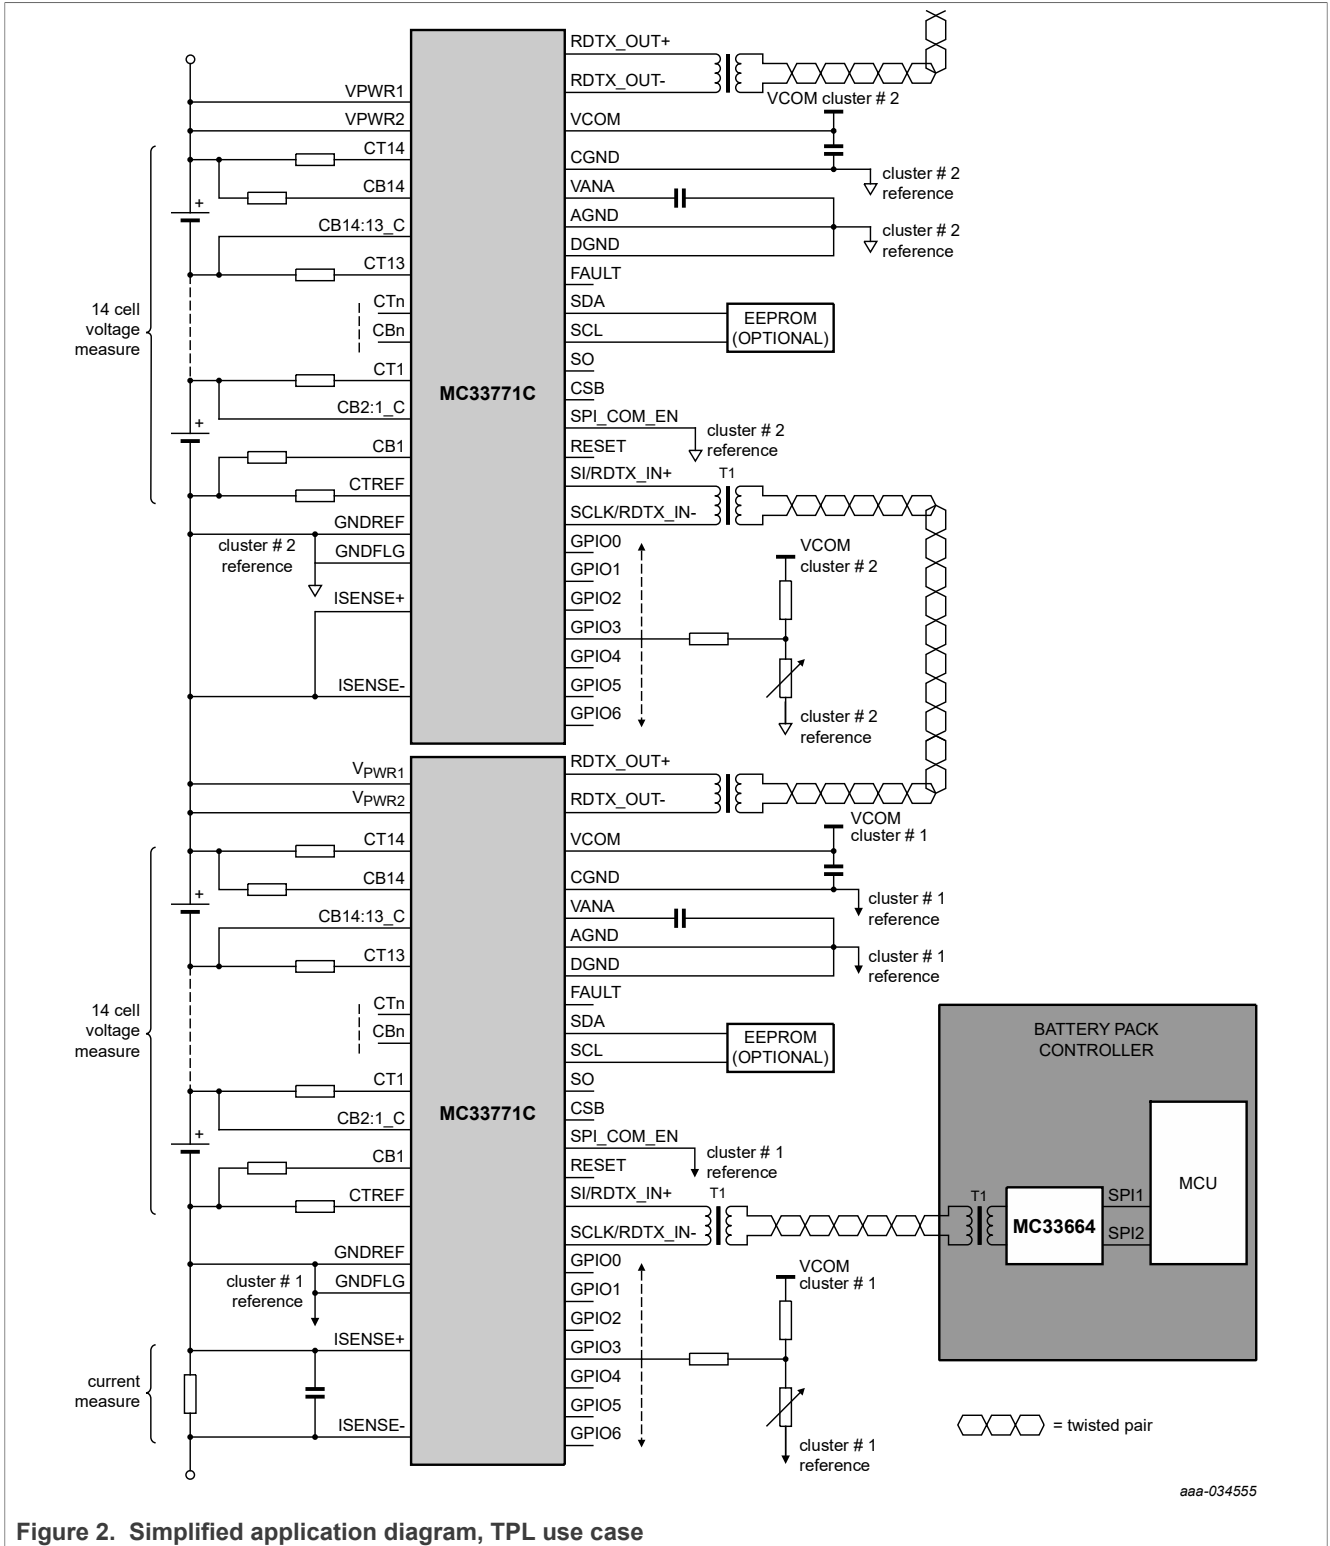 RDTX_OUT+
RDTX_OUT-
VCOM cluster # 2
VPWR1
VPWR2
VCOM
CT14
CGND
cluster # 2
reference
CB14
VANA
CB14:13_C
AGND
cluster # 2
reference
DGND
CT13
FAULT
14 cell
voltage
measure
CTn
SDA
EEPROM
(OPTIONAL)
CBn
SCL
SO
CT1
MC33771C
CSB
CB2:1_C
SPI_COM_EN
cluster # 2
reference
CB1
RESET
SI/RDTX_IN+
T1
CTREF
SCLK/RDTX_IN-
GNDREF
cluster # 2
reference
GNDFLG
GPIO0
VCOM
cluster # 2
GPIO1
ISENSE+
GPIO2
GPIO3
GPIO4
ISENSE-
GPIO5
GPIO6
cluster # 2
reference
VPWR1
RDTX_OUT+
VPWR2
RDTX_OUT-
VCOM
cluster # 1
CT14
VCOM
CB14
CGND
cluster # 1
reference
CB14:13_C
VANA
AGND
CT13
DGND
cluster # 1
reference
FAULT
14 cell
voltage
measure
CTn
SDA
EEPROM
(OPTIONAL)
CBn
SCL
SO
CT1
MC33771C
CSB
CB2:1_C
SPI_COM_EN
cluster # 1
reference
CB1
RESET
SI/RDTX_IN+
T1
CTREF
SCLK/RDTX_IN-
BATTERY PACK
CONTROLLER
MCU
T1
MC33664
SPI1
SPI2
GNDREF
cluster # 1
reference
GNDFLG
GPIO0
VCOM
cluster # 1
GPIO1
GPIO2
ISENSE+
GPIO3
current
measure
GPIO4
GPIO5
ISENSE-
GPIO6
cluster # 1
reference
= twisted pair
aaa-034555
Figure 2. Simplified application diagram, TPL use case